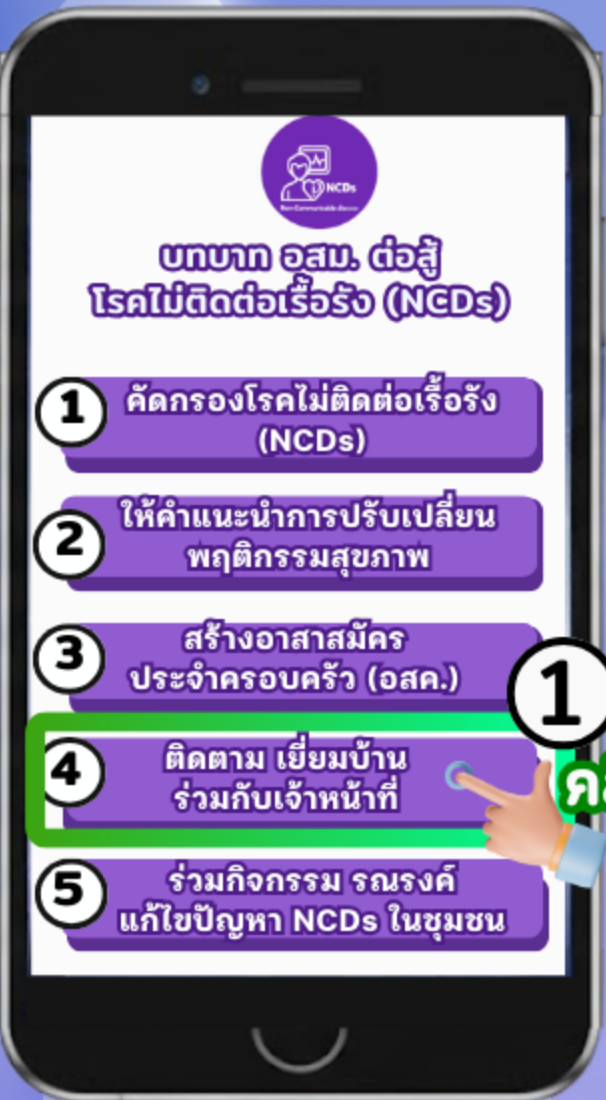 NCDs
บทบาท อสม. ต่อสู้
โรคไม่ติดต่อเรื้อรัง (NCDs)
1
คัดกรองโรคไม่ติดต่อเรื้อรัง
(NCDs)
2
ให้คำแนะนำการปรับเปลี่ยน
พฤติกรรมสุขภาพ
3
สร้างอาสาสมัคร
ประจำครอบครัว (อสค.)
1
4
ติดตาม เยี่ยมบ้าน
ร่วมกับเจ้าหน้าที่
5
ร่วมกิจกรรม รณรงค์
แก้ไขปัญหา NCDs ในชุมชน